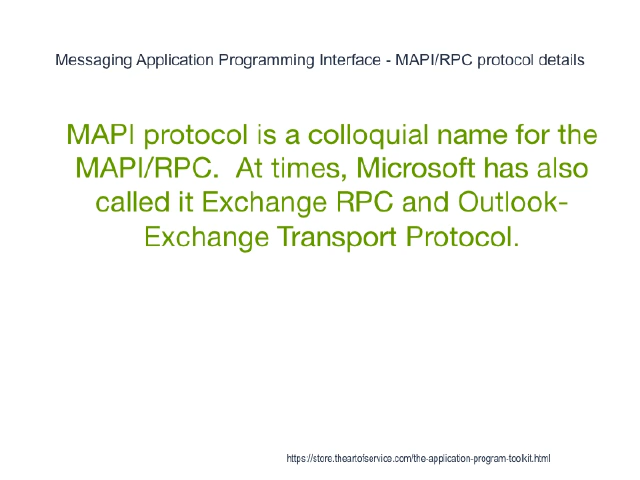 Messaging Application Programming Interface - MAPI/RPC protocol details
MAPI protocol is a colloquial name for the
MAPI/RPC.  At times, Microsoft has also
called it Exchange RPC and Outlook-
Exchange Transport Protocol.
https://store.theartofservice.com/the-application-program-toolkit.html